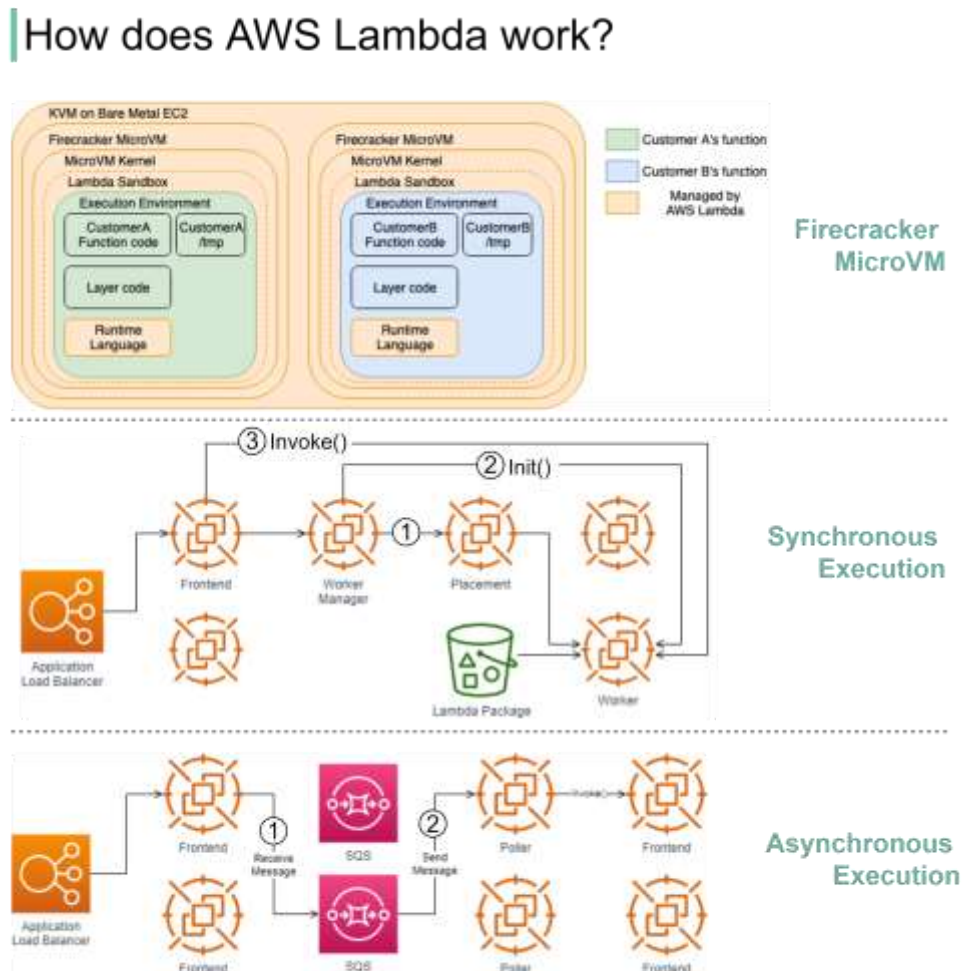 How does AWS Lambda work?
KVM on Bare Metal EC2
Firecracker MicroVM
MicroVM Kernel
Lambda Sandbox
Execution Environment
CustomerA
Function code
CustomerA
/tmp
Layer code
Runtime
Language
Firecracker MicroVM
MicroVM Kernel
Lambda Sandbox
Execution Environment
CustomerB
Function code
CustomerB
/tmp
Layer code
Runtime
Language
Customer A's function
Customer B's function
Managed by
AWS Lambda
Firecracker
MicroVM
3 Invoke()
2 Init()
1
Frontend
Worker
Manager
Placement
Application
Load Balancer
Lambda Package
Worker
Synchronous
Execution
Frontend
1
Receive
Message
SQS
2
Send
Message
Poller
Invoke()
Frontend
Application
Load Balancer
Frontend
SQS
Poller
Frontend
Asynchronous
Execution